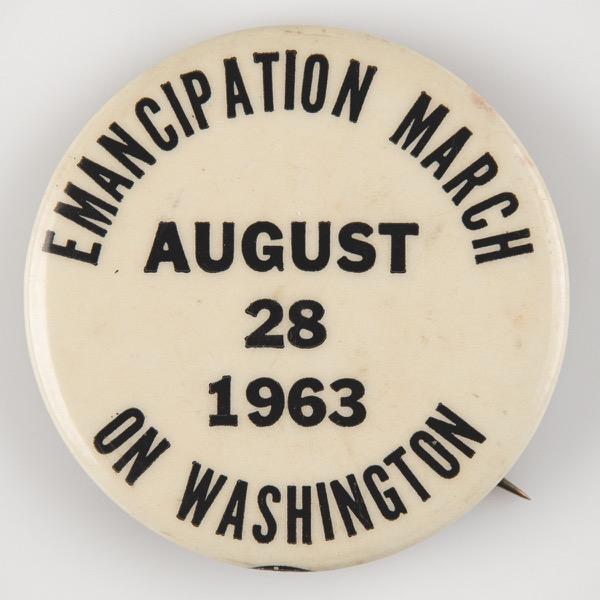 EMANCIPATION MARCH
AUGUST
28
1963
ON WASHINGTON